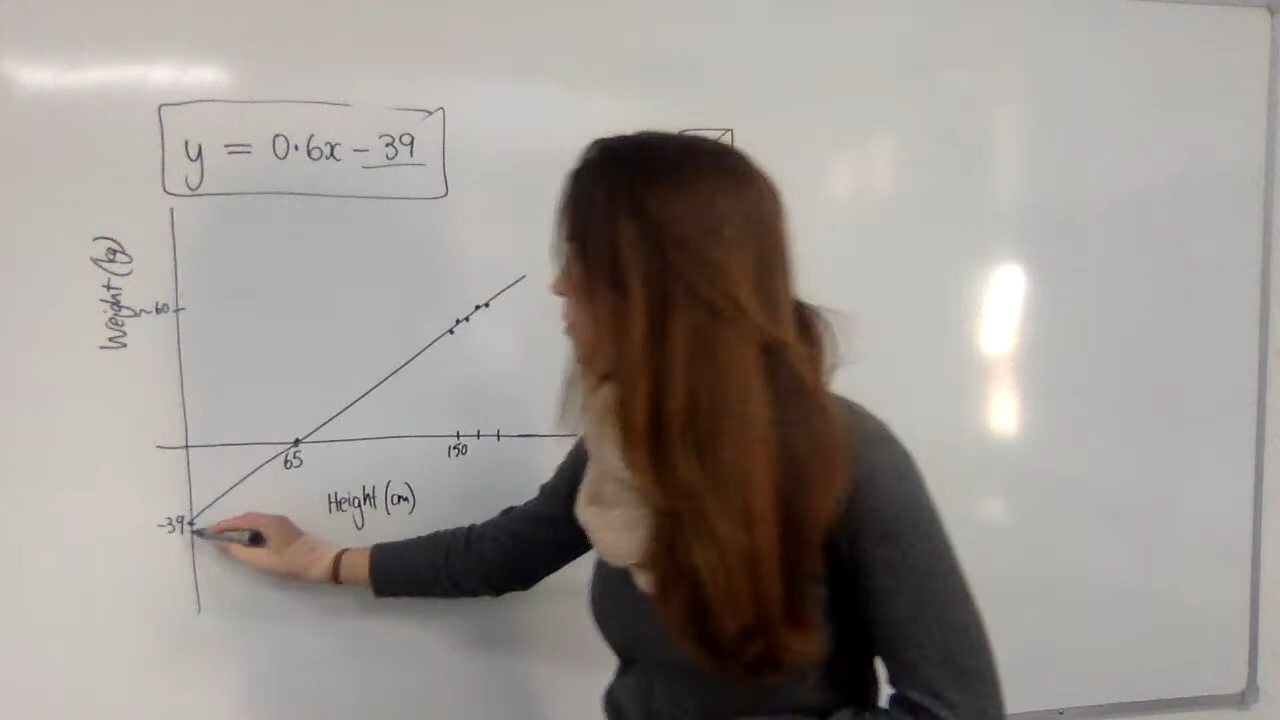 y = 0·6x - 39
Weight (kg)
60
65
150
-39
Height (cm)